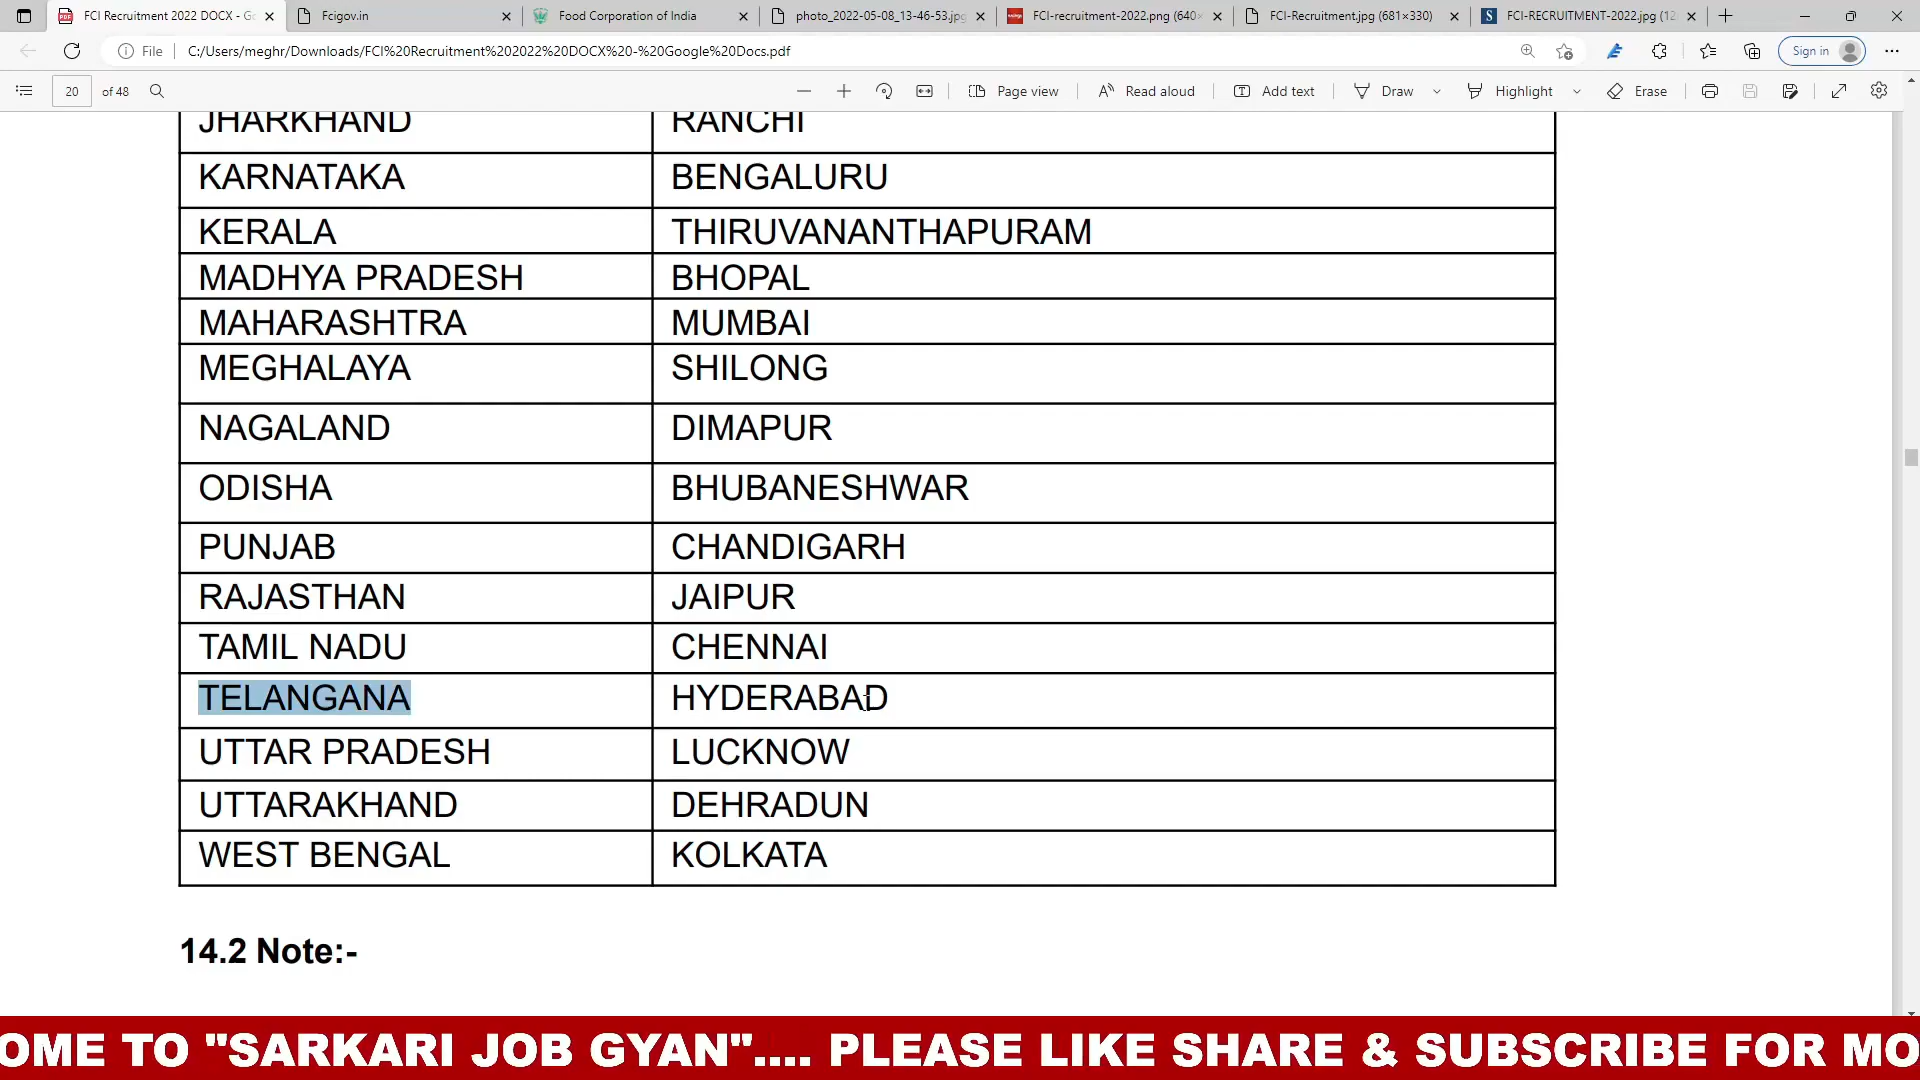 FCI Recruitment 2022 DOCX - Go
Fcigov.in
Food Corporation of India
photo_2022-05-08_13-46-53.jpg
FCI-recruitment-2022.png (640×
FCI-Recruitment.jpg (681×330)
FCI-RECRUITMENT-2022.jpg (12
File
C:/Users/meghr/Downloads/FCI%20Recruitment%202022%20DOCX%20-%20Google%20Docs.pdf
Sign in
20 of 48
Page view
Read aloud
Add text
Draw
Highlight
Erase
JHARKHAND RANCHI
KARNATAKA BENGALURU
KERALA THIRUVANANTHAPURAM
MADHYA PRADESH BHOPAL
MAHARASHTRA MUMBAI
MEGHALAYA SHILONG
NAGALAND DIMAPUR
ODISHA BHUBANESHWAR
PUNJAB CHANDIGARH
RAJASTHAN JAIPUR
TAMIL NADU CHENNAI
TELANGANA HYDERABAD
UTTAR PRADESH LUCKNOW
UTTARAKHAND DEHRADUN
WEST BENGAL KOLKATA
14.2 Note:-
OME TO "SARKARI JOB GYAN".... PLEASE LIKE SHARE & SUBSCRIBE FOR MO